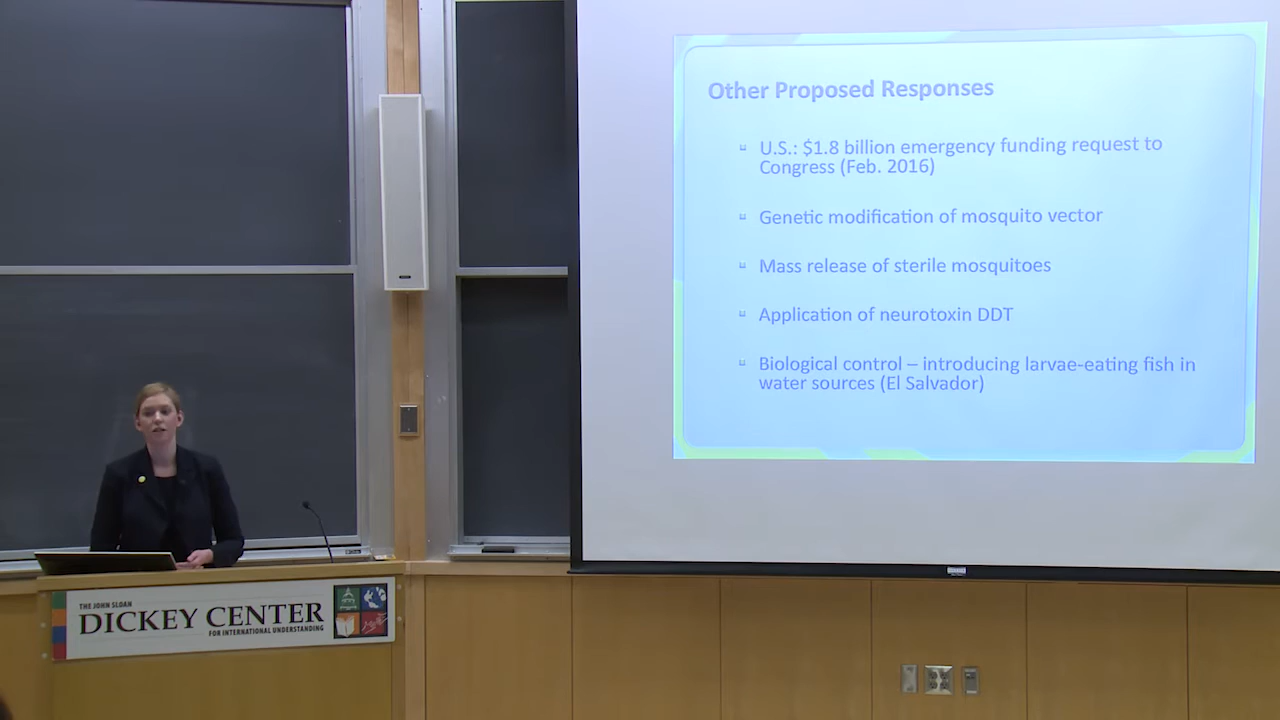 Other Proposed Responses
U.S.: $1.8 billion emergency funding request to
Congress (Feb. 2016)
Genetic modification of mosquito vector
Mass release of sterile mosquitoes
Application of neurotoxin DDT
Biological control – introducing larvae-eating fish in
water sources (El Salvador)
THE JOHN SLOAN
DICKEY CENTER
FOR INTERNATIONAL UNDERSTANDING